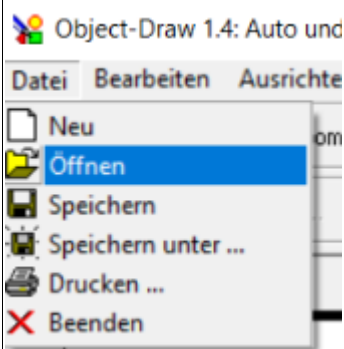 Object-Draw 1.4: Auto und
Datei Bearbeiten Ausrichte
Neu
Öffnen
Speichern
Speichern unter ...
Drucken ...
Beenden